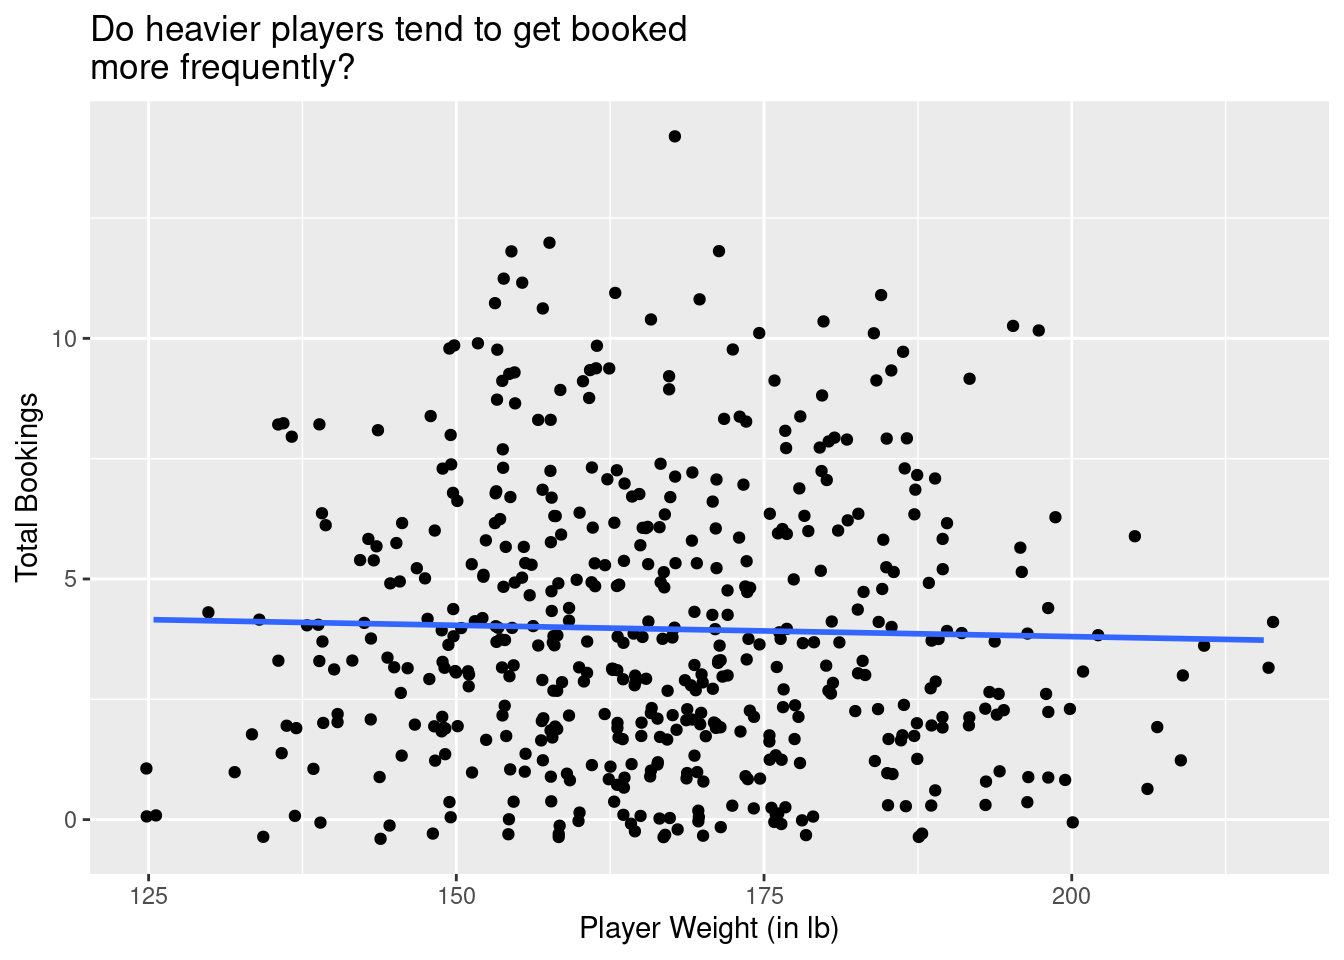 Do heavier players tend to get booked
more frequently?
Total Bookings
10
5
0
125
150
175
200
Player Weight (in lb)